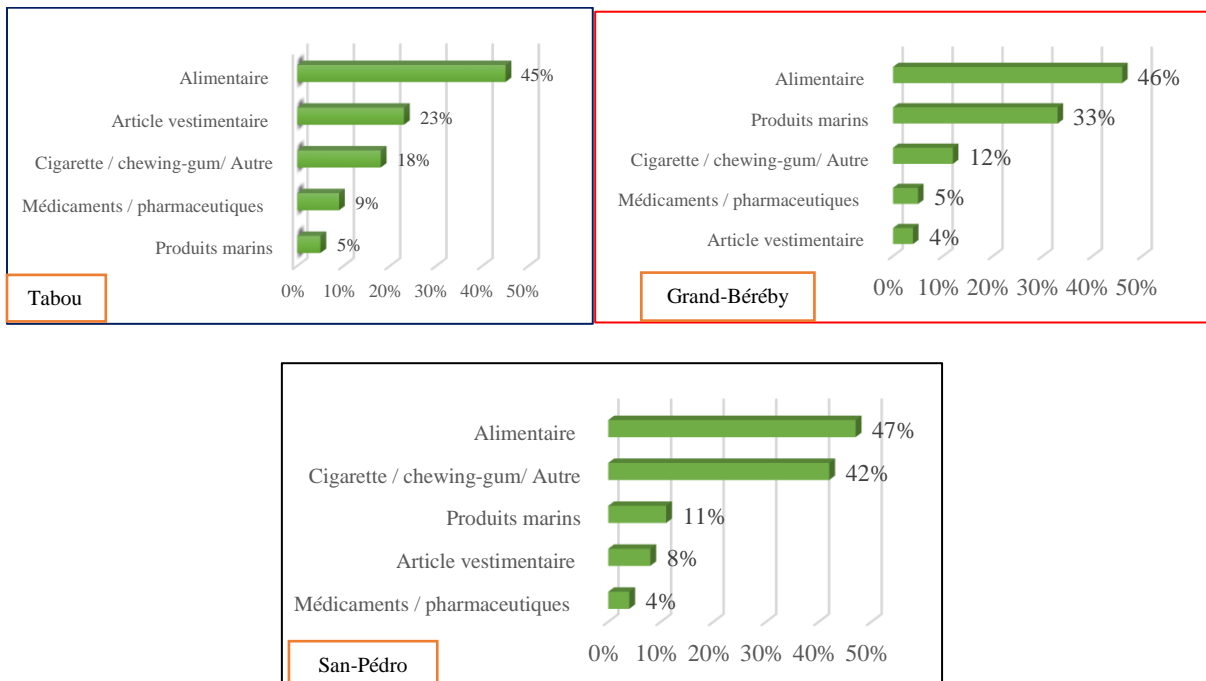 Alimentaire 45%
Article vestimentaire 23%
Cigarette / chewing-gum/ Autre 18%
Médicaments / pharmaceutiques 9%
Produits marins 5%
0% 10% 20% 30% 40% 50%
Tabou
Alimentaire 46%
Produits marins 33%
Cigarette / chewing-gum/ Autre 12%
Médicaments / pharmaceutiques 5%
Article vestimentaire 4%
0% 10% 20% 30% 40% 50%
Grand-Béréby
Alimentaire 47%
Cigarette / chewing-gum/ Autre 42%
Produits marins 11%
Article vestimentaire 8%
Médicaments / pharmaceutiques 4%
0% 10% 20% 30% 40% 50%
San-Pédro